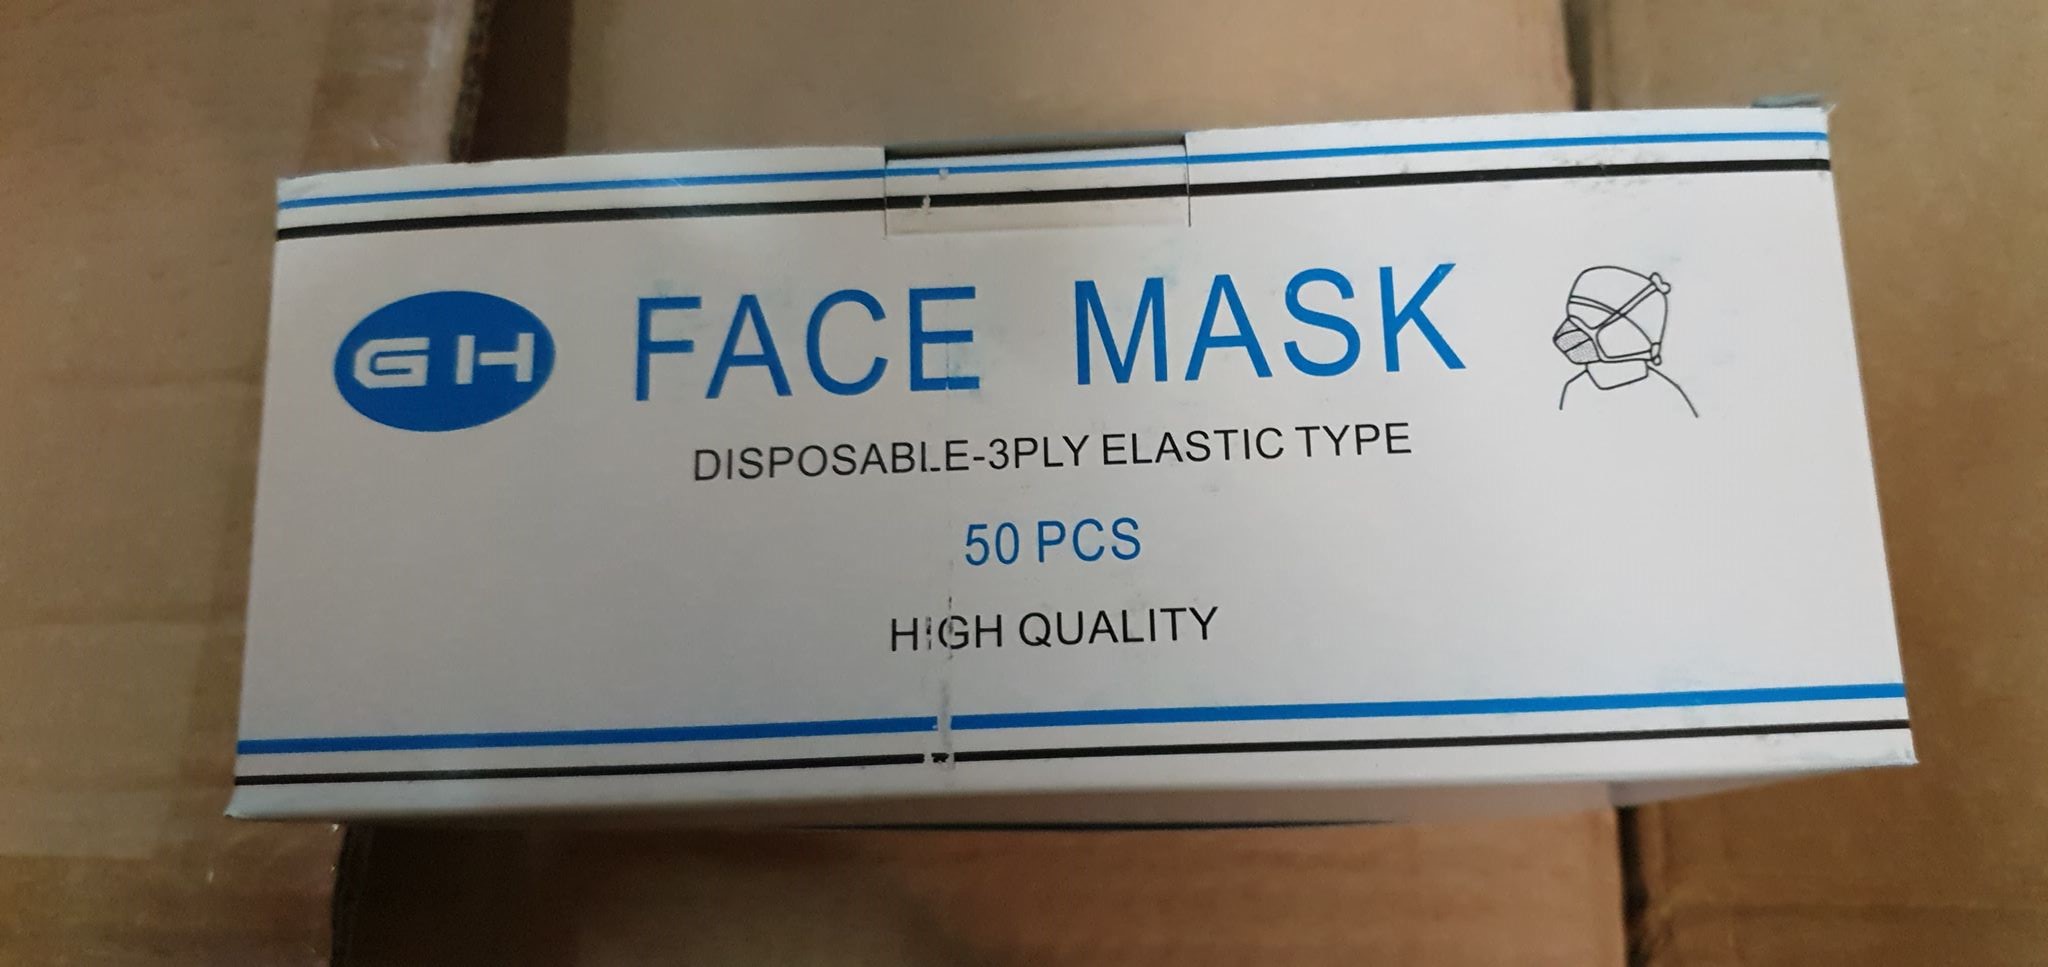 GH
FACE MASK
DISPOSABLE-3PLY ELASTIC TYPE
50 PCS
HIGH QUALITY